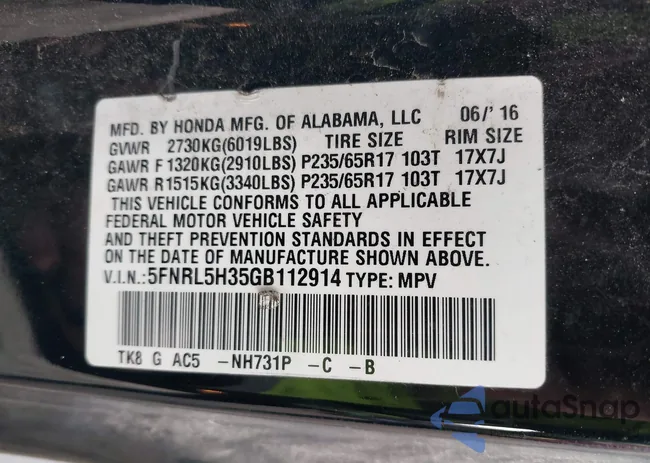 MFD. BY HONDA MFG. OF ALABAMA, LLC 06/' 16
GVWR 2730KG(6019LBS) TIRE SIZE RIM SIZE
GAWR F 1320KG(2910LBS) P235/65R17 103T 17X7J
GAWR R1515KG(3340LBS) P235/65R17 103T 17X7J
THIS VEHICLE CONFORMS TO ALL APPLICABLE
FEDERAL MOTOR VEHICLE SAFETY
AND THEFT PREVENTION STANDARDS IN EFFECT
ON THE DATE OF MANUFACTURE SHOWN ABOVE.
V.I.N.:5FNRL5H35GB112914 TYPE: MPV
TK8 G AC5 -NH731P -C -B
autoSnap